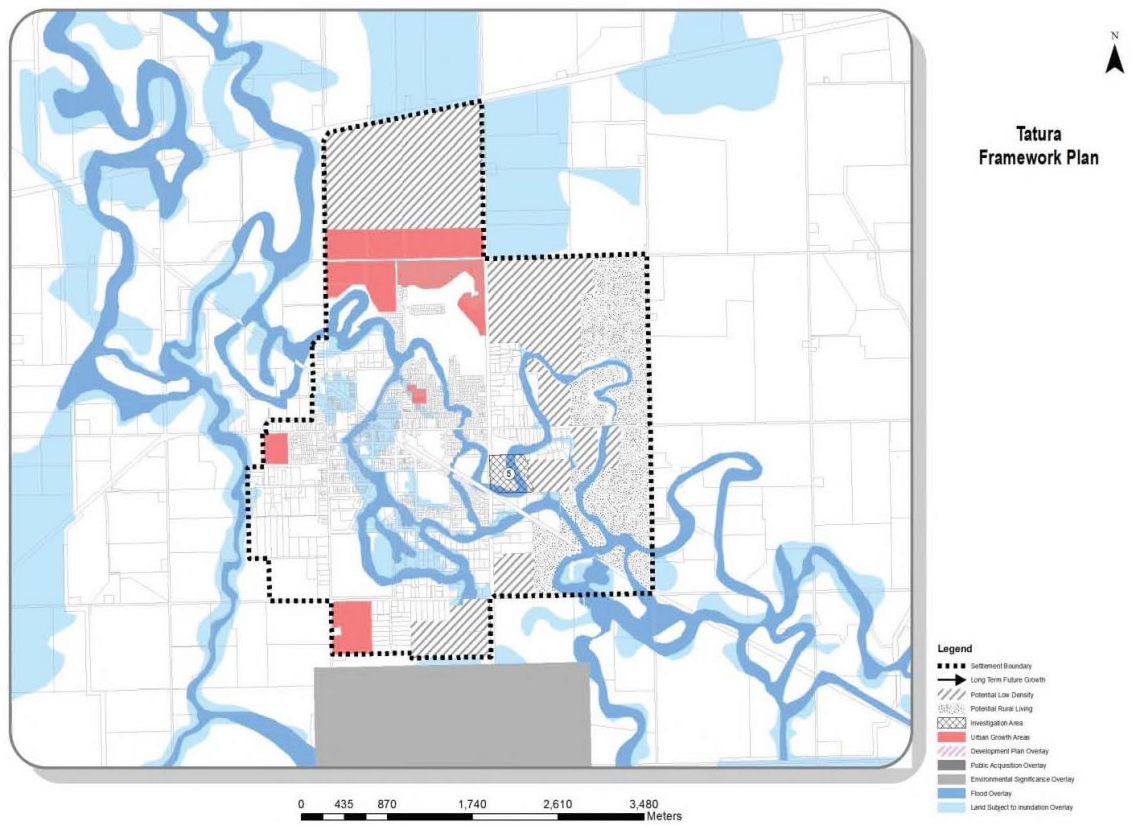 N
Tatura
Framework Plan
5
Legend
Settlement Boundary
Long Term Future Growth
Potential Low Density
Potential Rural Living
Investigation Area
Urban Growth Areas
Development Plan Overlay
Public Acquisition Overlay
Environmental Significance Overlay
Flood Overlay
Land Subject to Inundation Overlay
0 435 870 1,740 2,610 3,480
Meters